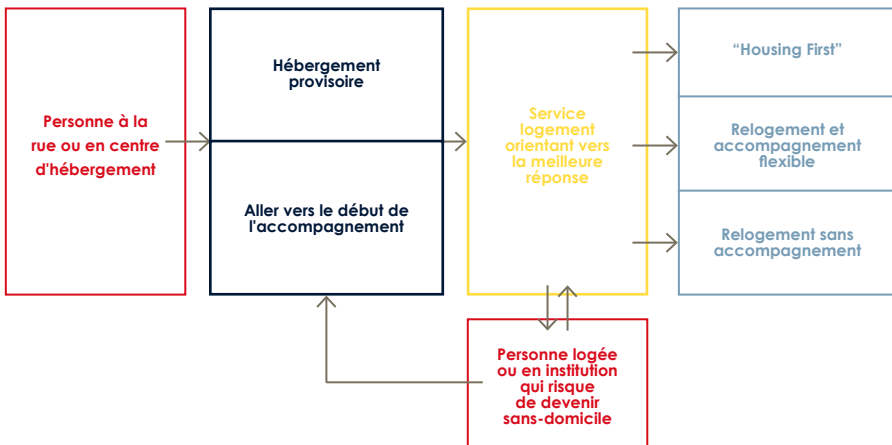 Personne à la
rue ou en centre
d'hébergement
Hébergement
provisoire
Aller vers le début de
l'accompagnement
Service
logement
orientant vers
la meilleure
réponse
“Housing First”
Relogement et
accompagnement
flexible
Relogement sans
accompagnement
Personne logée
ou en institution
qui risque
de devenir
sans-domicile